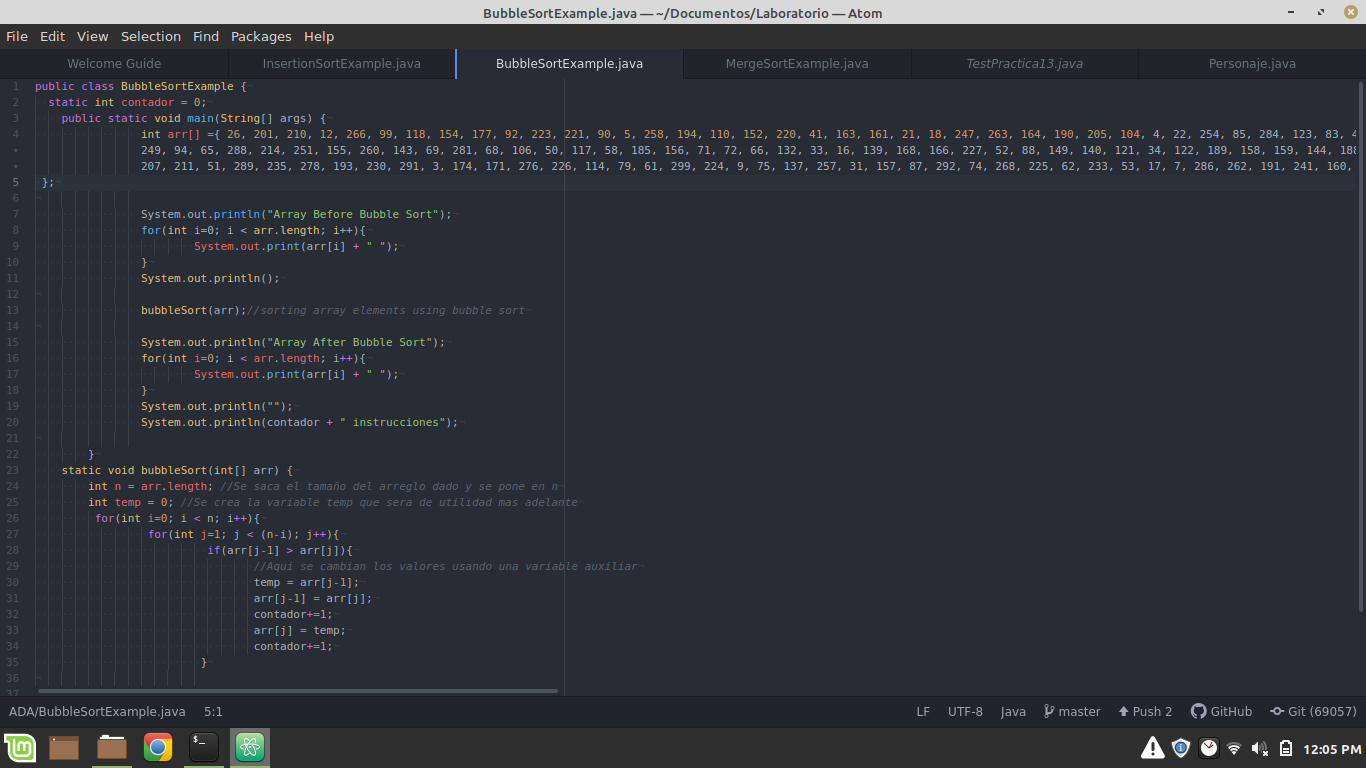 BubbleSortExample.java — ~/Documentos/Laboratorio — Atom
File Edit View Selection Find Packages Help
Welcome Guide InsertionSortExample.java BubbleSortExample.java MergeSortExample.java TestPractica13.java Personaje.java
1 public class BubbleSortExample {
2 static int contador = 0;
3 public static void main(String[] args) {
4 int arr[] ={ 26, 201, 210, 12, 266, 99, 118, 154, 177, 92, 223, 221, 90, 5, 258, 194, 110, 152, 220, 41, 163, 161, 21, 18, 247, 263, 164, 190, 205, 104, 4, 22, 254, 85, 284, 123, 83,
• 249, 94, 65, 288, 214, 251, 155, 260, 143, 69, 281, 68, 106, 50, 117, 58, 185, 156, 71, 72, 66, 132, 33, 16, 139, 168, 166, 227, 52, 88, 149, 140, 121, 34, 122, 189, 158, 159, 144, 188
• 207, 211, 51, 289, 235, 278, 193, 230, 291, 3, 174, 171, 276, 226, 114, 79, 61, 299, 224, 9, 75, 137, 257, 31, 157, 87, 292, 74, 268, 225, 62, 233, 53, 17, 7, 286, 262, 191, 241, 160,
5 };
6
7 System.out.println("Array Before Bubble Sort");
8 for(int i=0; i < arr.length; i++){
9 System.out.print(arr[i] + " ");
10 }
11 System.out.println();
12
13 bubbleSort(arr);//sorting array elements using bubble sort
14
15 System.out.println("Array After Bubble Sort");
16 for(int i=0; i < arr.length; i++){
17 System.out.print(arr[i] + " ");
18 }
19 System.out.println("");
20 System.out.println(contador + " instrucciones");
21
22 }
23 static void bubbleSort(int[] arr) {
24 int n = arr.length; //Se saca el tamaño del arreglo dado y se pone en n
25 int temp = 0; //Se crea la variable temp que sera de utilidad mas adelante
26 for(int i=0; i < n; i++){
27 for(int j=1; j < (n-i); j++){
28 if(arr[j-1] > arr[j]){
29 //Aqui se cambian los valores usando una variable auxiliar
30 temp = arr[j-1];
31 arr[j-1] = arr[j];
32 contador+=1;
33 arr[j] = temp;
34 contador+=1;
35 }
36
37
ADA/BubbleSortExample.java 5:1 LF UTF-8 Java master Push 2 GitHub Git (69057)
12:05 PM